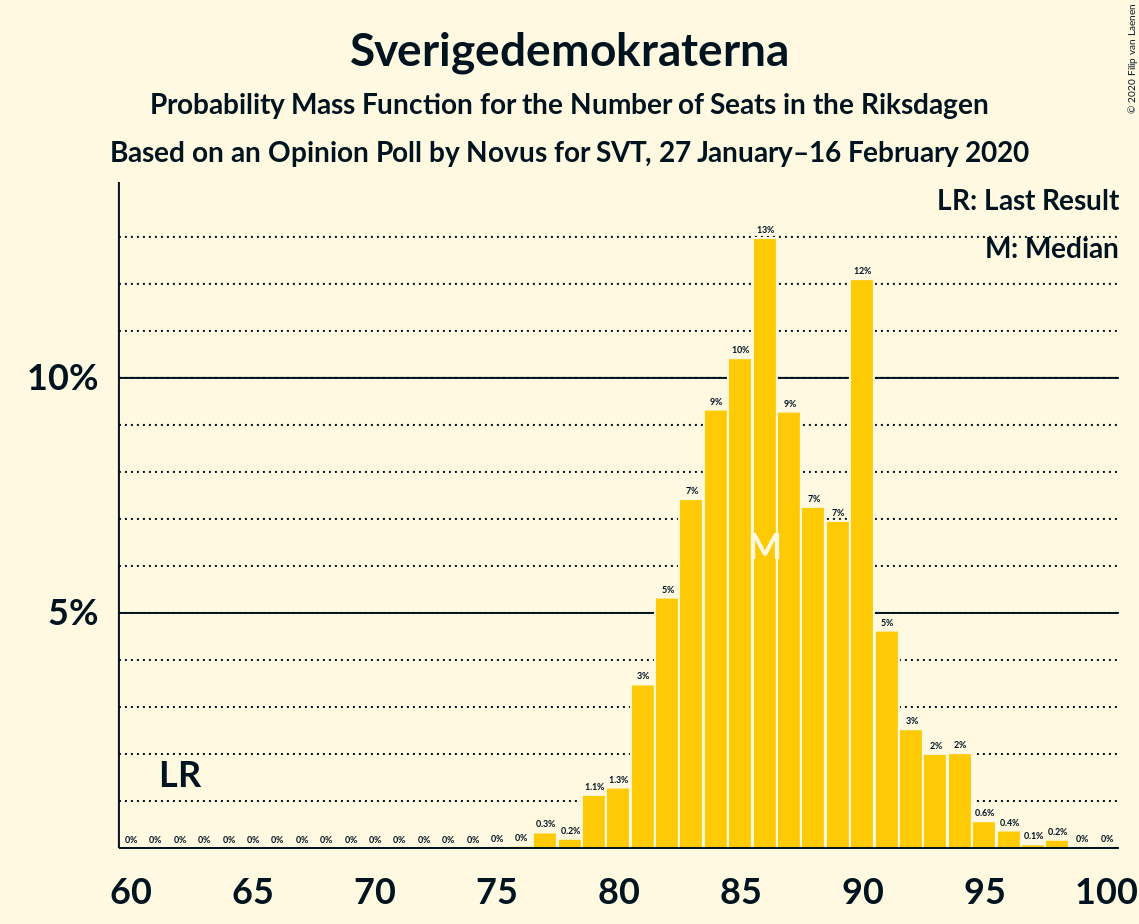 © 2020 Filip van Laenen
Sverigedemokraterna
Probability Mass Function for the Number of Seats in the Riksdagen
Based on an Opinion Poll by Novus for SVT, 27 January–16 February 2020
LR: Last Result
M: Median
13%
12%
10%
10%
9%
9%
7%
7%
7%
M
5%
5%
5%
3%
3%
2%
2%
LR
1.1%
1.3%
0.6%
0% 0% 0% 0% 0% 0% 0% 0% 0% 0% 0% 0% 0% 0% 0% 0% 0% 0.3% 0.2% 0.4% 0.1% 0.2% 0% 0%
60 65 70 75 80 85 90 95 100